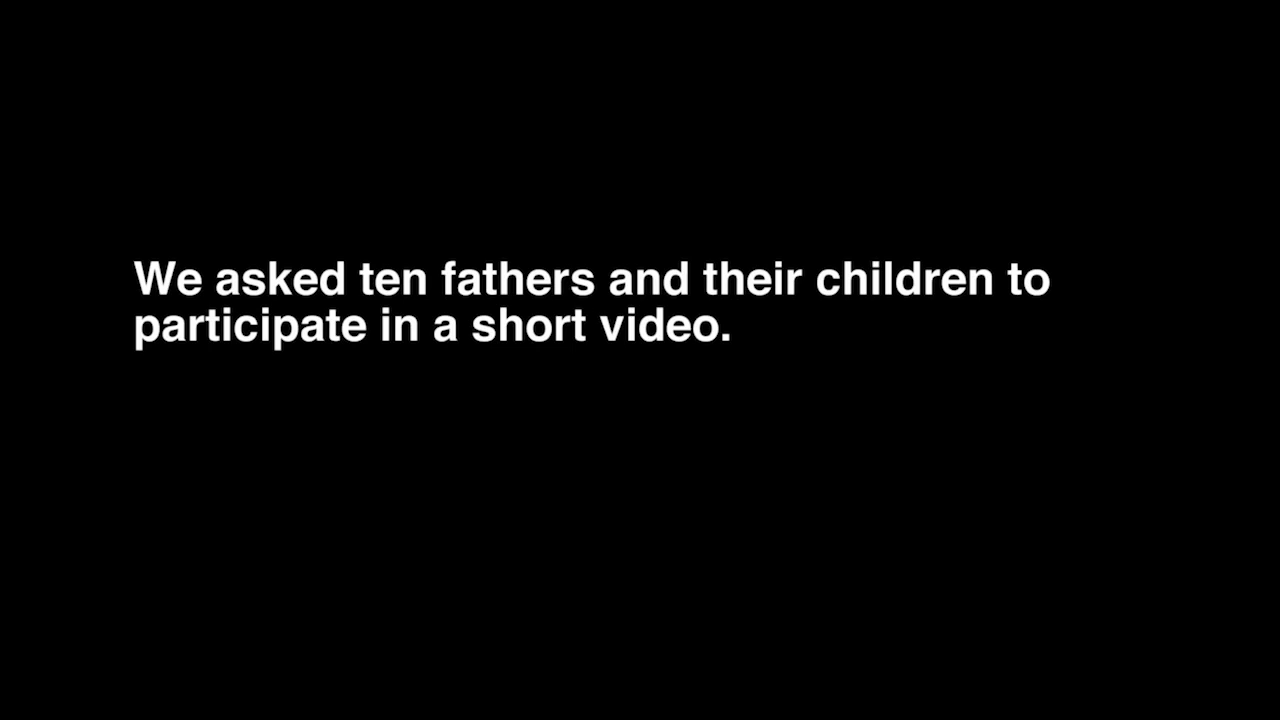 We asked ten fathers and their children to
participate in a short video.